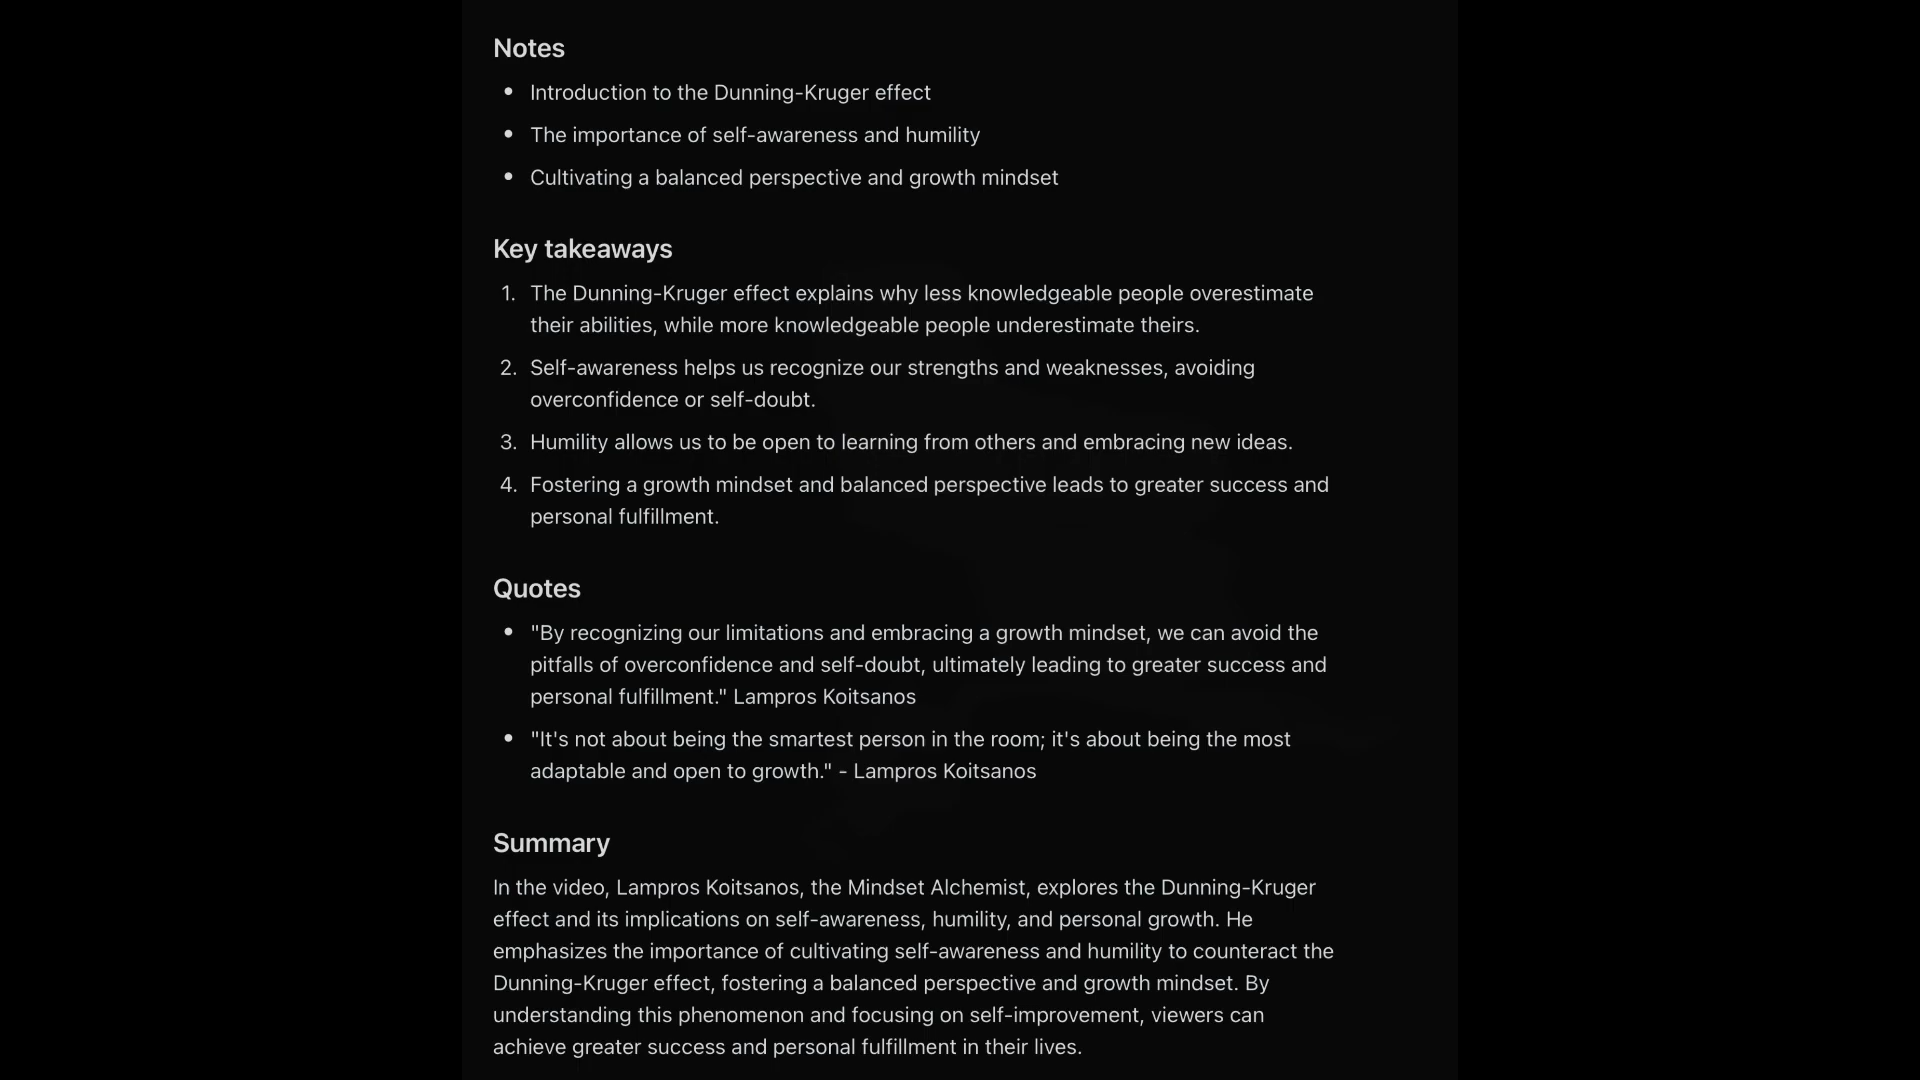 Notes
• Introduction to the Dunning-Kruger effect
• The importance of self-awareness and humility
• Cultivating a balanced perspective and growth mindset
Key takeaways
1. The Dunning-Kruger effect explains why less knowledgeable people overestimate
their abilities, while more knowledgeable people underestimate theirs.
2. Self-awareness helps us recognize our strengths and weaknesses, avoiding
overconfidence or self-doubt.
3. Humility allows us to be open to learning from others and embracing new ideas.
4. Fostering a growth mindset and balanced perspective leads to greater success and
personal fulfillment.
Quotes
• "By recognizing our limitations and embracing a growth mindset, we can avoid the
pitfalls of overconfidence and self-doubt, ultimately leading to greater success and
personal fulfillment." Lampros Koitsanos
• "It's not about being the smartest person in the room; it's about being the most
adaptable and open to growth." - Lampros Koitsanos
Summary
In the video, Lampros Koitsanos, the Mindset Alchemist, explores the Dunning-Kruger
effect and its implications on self-awareness, humility, and personal growth. He
emphasizes the importance of cultivating self-awareness and humility to counteract the
Dunning-Kruger effect, fostering a balanced perspective and growth mindset. By
understanding this phenomenon and focusing on self-improvement, viewers can
achieve greater success and personal fulfillment in their lives.